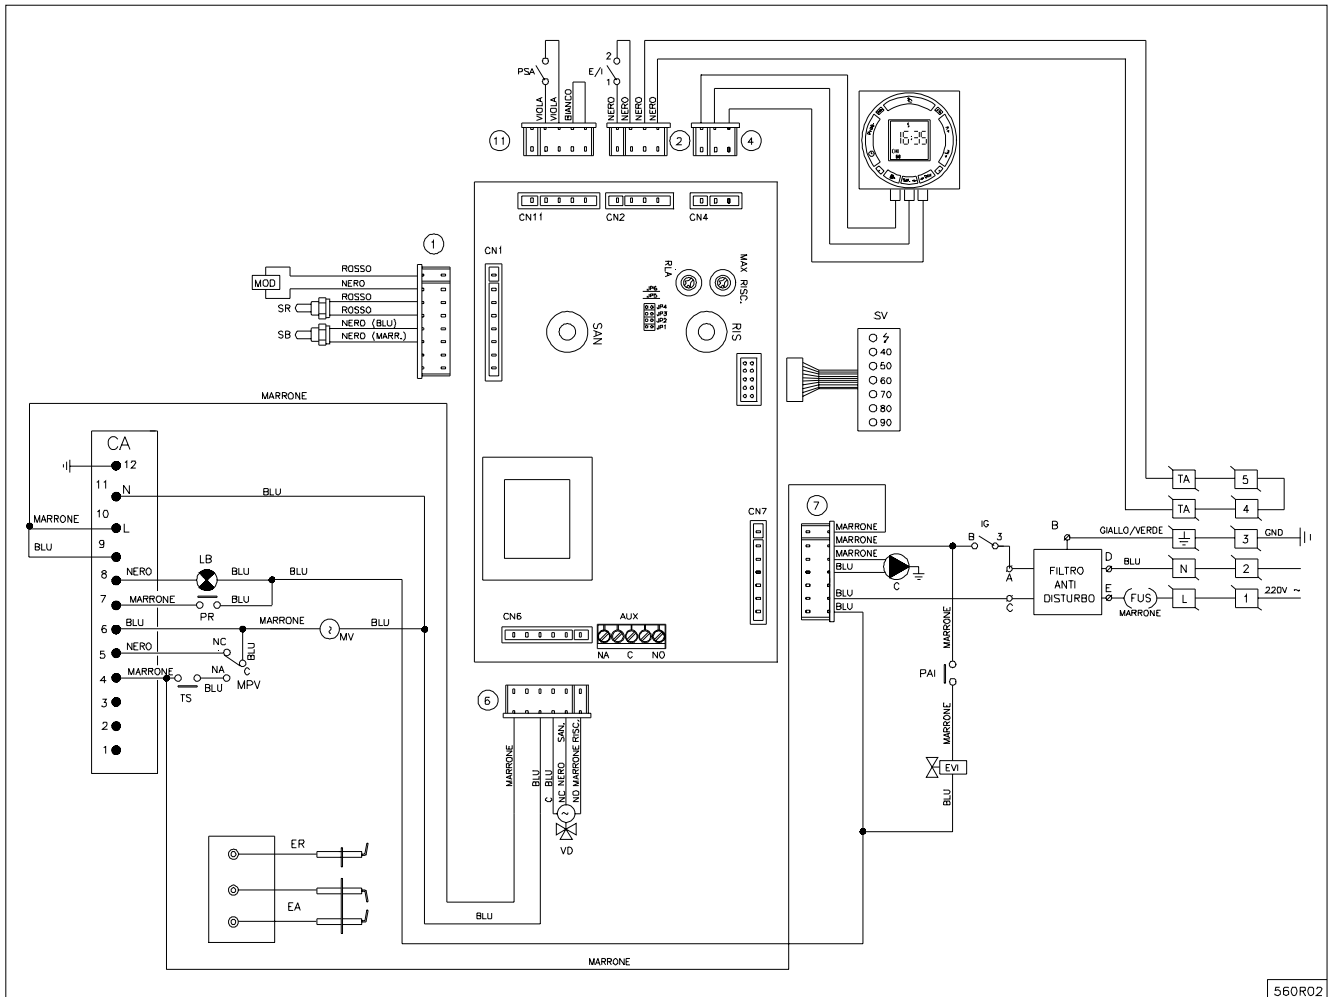 PSA
E/I
2
1
VIOLA
VIOLA
BIANCO
NERO
NERO
NERO
NERO
11
2
4
16:35
CN11
CN2
CN4
1
CN1
MOD
ROSSO
NERO
ROSSO
ROSSO
NERO (BLU)
NERO (MARR.)
SR
SB
RLA
MAX RISC.
JP6
JP5
JP4
JP3
JP2
JP1
SAN
RIS
SV
40
50
60
70
80
90
MARRONE
CA
12
11
N
BLU
10
L
MARRONE
9
BLU
8
NERO
LB
BLU
BLU
7
MARRONE
PR
BLU
6
BLU
MARRONE
MV
BLU
5
NERO
NC
BLU
C
MPV
4
MARRONE
TS
BLU
NA
3
2
1
7
CN7
MARRONE
MARRONE
MARRONE
BLU
C
BLU
BLU
IG
B
3
A
C
B
GIALLO/VERDE
FILTRO
ANTI
DISTURBO
D
BLU
E
FUS
MARRONE
TA
5
TA
4
3
GND
N
2
L
1
220V ~
MARRONE
PAI
MARRONE
EVI
BLU
CN6
AUX
NA
C
NO
6
MARRONE
BLU
C BLU
NC NERO SAN.
NO MARRONE RISC.
VD
ER
EA
BLU
MARRONE
560R02